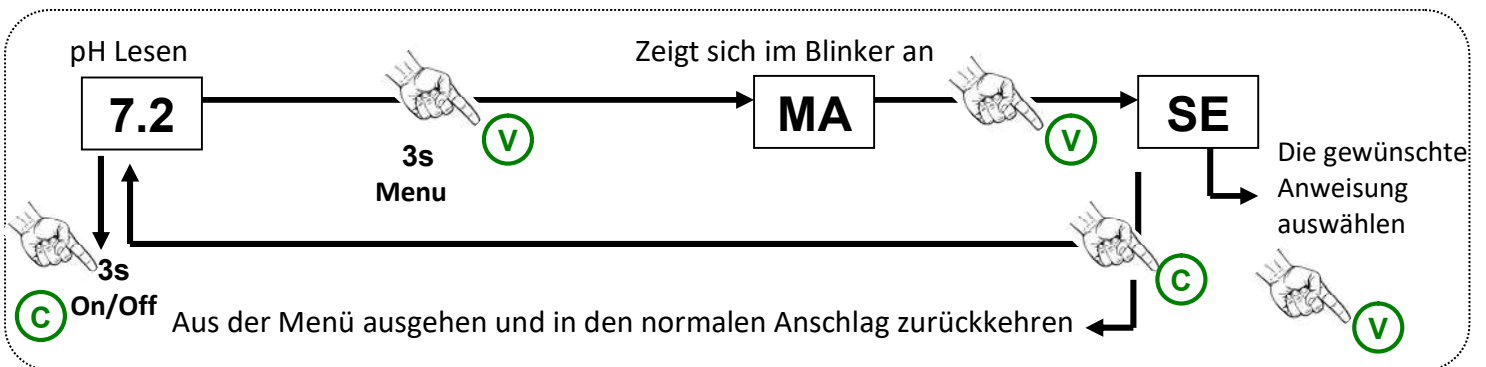 pH Lesen
Zeigt sich im Blinker an
7.2
MA
SE
V
V
3s
Menu
Die gewünschte
Anweisung
auswählen
3s
On/Off
C
C
V
Aus der Menü ausgehen und in den normalen Anschlag zurückkehren